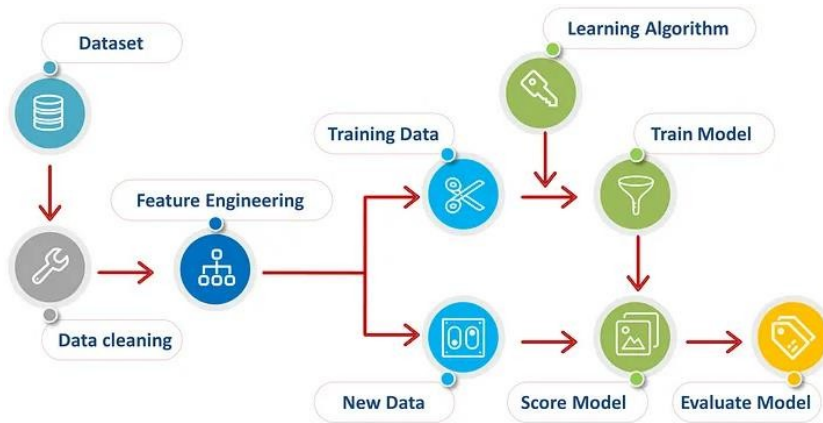 Dataset
Learning Algorithm
Training Data
Train Model
Feature Engineering
Data cleaning
New Data
Score Model
Evaluate Model